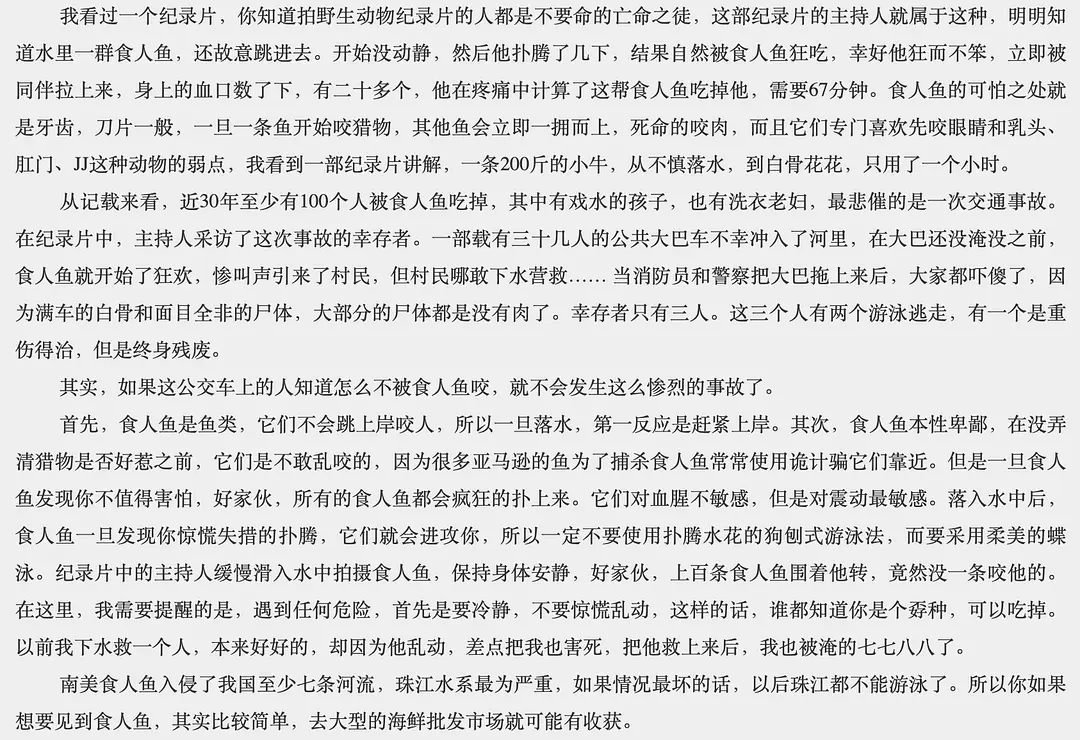 我看过一个纪录片，你知道拍野生动物纪录片的人都是不要命的亡命之徒，这部纪录片的主持人就属于这种，明明知
道水里一群食人鱼，还故意跳进去。开始没动静，然后他扑腾了几下，结果自然被食人鱼狂吃，幸好他狂而不笨，立即被
同伴拉上来，身上的血口数了下，有二十多个，他在疼痛中计算了这帮食人鱼吃掉他，需要67分钟。食人鱼的可怕之处就
是牙齿，刀片一般，一旦一条鱼开始咬猎物，其他鱼会立即一拥而上，死命的咬肉，而且它们专门喜欢先咬眼睛和乳头、
肛门、JJ这种动物的弱点，我看到一部纪录片讲解，一条200斤的小牛，从不慎落水，到白骨花花，只用了一个小时。
从记载来看，近30年至少有100个人被食人鱼吃掉，其中有戏水的孩子，也有洗衣老妇，最悲催的是一次交通事故。
在纪录片中，主持人采访了这次事故的幸存者。一部载有三十几人的公共大巴车不幸冲入了河里，在大巴还没淹没之前，
食人鱼就开始了狂欢，惨叫声引来了村民，但村民哪敢下水营救…… 当消防员和警察把大巴拖上来后，大家都吓傻了，因
为满车的白骨和面目全非的尸体，大部分的尸体都是没有肉了。幸存者只有三人。这三个人有两个游泳逃走，有一个是重
伤得治，但是终身残废。
其实，如果这公交车上的人知道怎么不被食人鱼咬，就不会发生这么惨烈的事故了。
首先，食人鱼是鱼类，它们不会跳上岸咬人，所以一旦落水，第一反应是赶紧上岸。其次，食人鱼本性卑鄙，在没弄
清猎物是否好惹之前，它们是不敢乱咬的，因为很多亚马逊的鱼为了捕杀食人鱼常常使用诡计骗它们靠近。但是一旦食人
鱼发现你不值得害怕，好家伙，所有的食人鱼都会疯狂的扑上来。它们对血腥不敏感，但是对震动最敏感。落入水中后，
食人鱼一旦发现你惊慌失措的扑腾，它们就会进攻你，所以一定不要使用扑腾水花的狗刨式游泳法，而要采用柔美的蝶
泳。纪录片中的主持人缓慢滑入水中拍摄食人鱼，保持身体安静，好家伙，上百条食人鱼围着他转，竟然没一条咬他的。
在这里，我需要提醒的是，遇到任何危险，首先是要冷静，不要惊慌乱动，这样的话，谁都知道你是个孬种，可以吃掉。
以前我下水救一个人，本来好好的，却因为他乱动，差点把我也害死，把他救上来后，我也被淹的七七八八了。
南美食人鱼入侵了我国至少七条河流，珠江水系最为严重，如果情况最坏的话，以后珠江都不能游泳了。所以你如果
想要见到食人鱼，其实比较简单，去大型的海鲜批发市场就可能有收获。